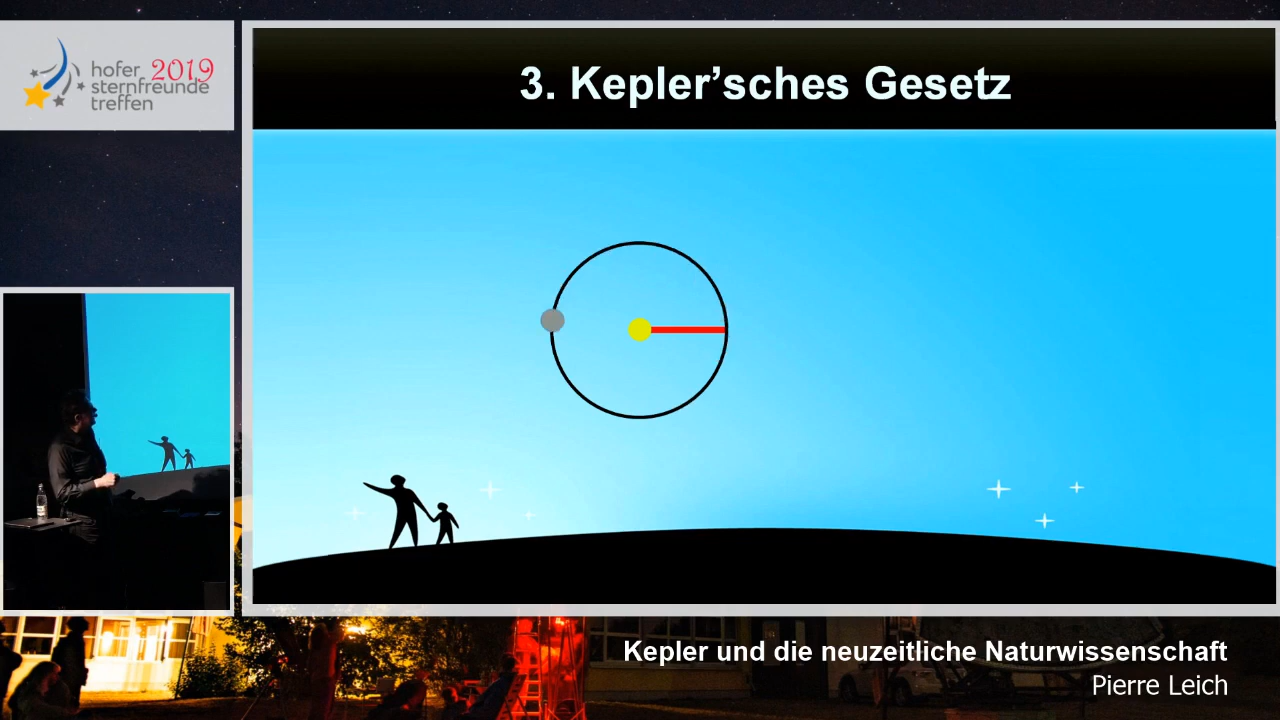 hofer 2019
sternfreunde
treffen
3. Kepler’sches Gesetz
Kepler und die neuzeitliche Naturwissenschaft
Pierre Leich